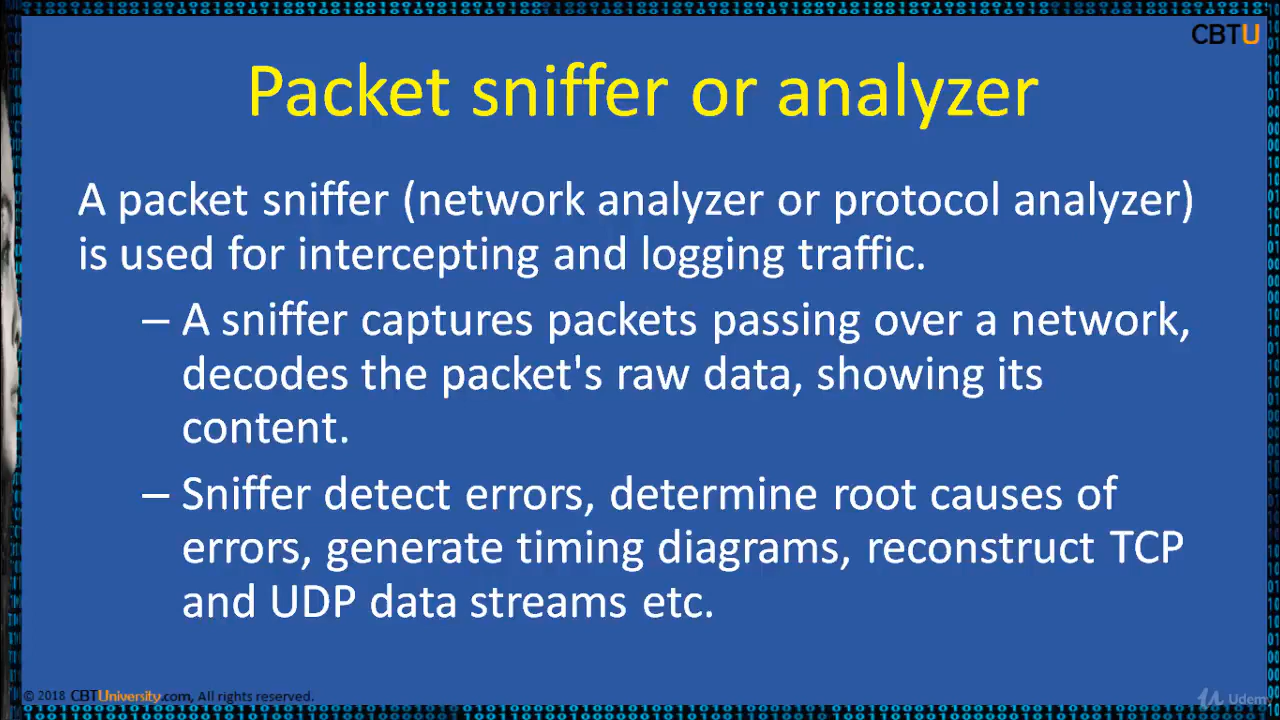 CBTU
Packet sniffer or analyzer
A packet sniffer (network analyzer or protocol analyzer)
is used for intercepting and logging traffic.
– A sniffer captures packets passing over a network,
decodes the packet's raw data, showing its
content.
– Sniffer detect errors, determine root causes of
errors, generate timing diagrams, reconstruct TCP
and UDP data streams etc.
© 2018 CBTUniversity.com, All rights reserved.
Udemy